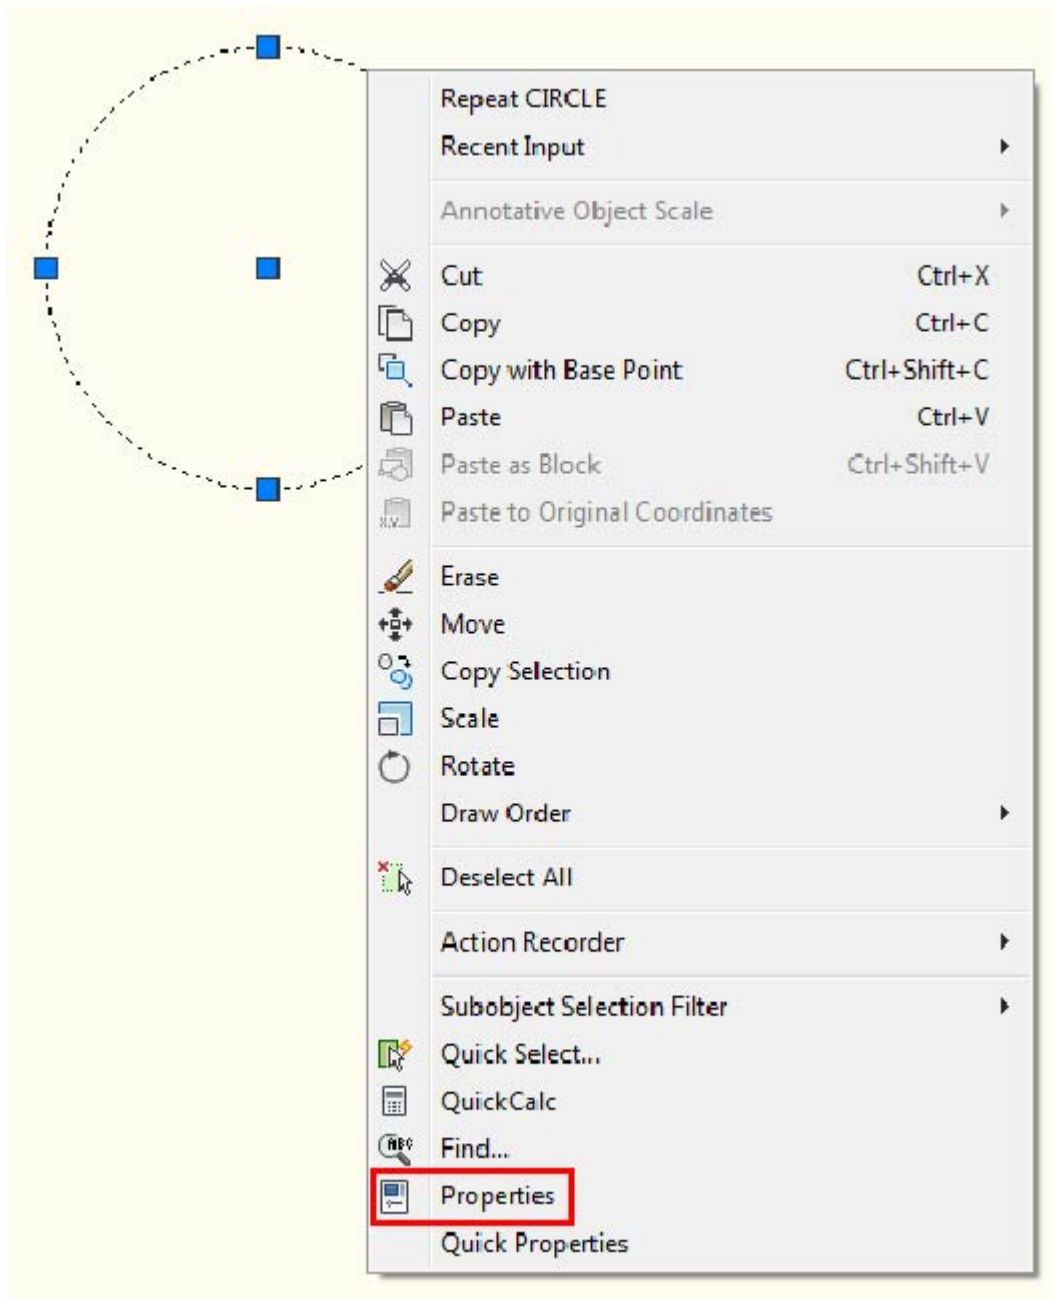 Repeat CIRCLE
Recent Input
Annotative Object Scale
Cut Ctrl+X
Copy Ctrl+C
Copy with Base Point Ctrl+Shift+C
Paste Ctrl+V
Paste as Block Ctrl+Shift+V
Paste to Original Coordinates
Erase
Move
Copy Selection
Scale
Rotate
Draw Order
Deselect All
Action Recorder
Subobject Selection Filter
Quick Select...
QuickCalc
Find...
Properties
Quick Properties